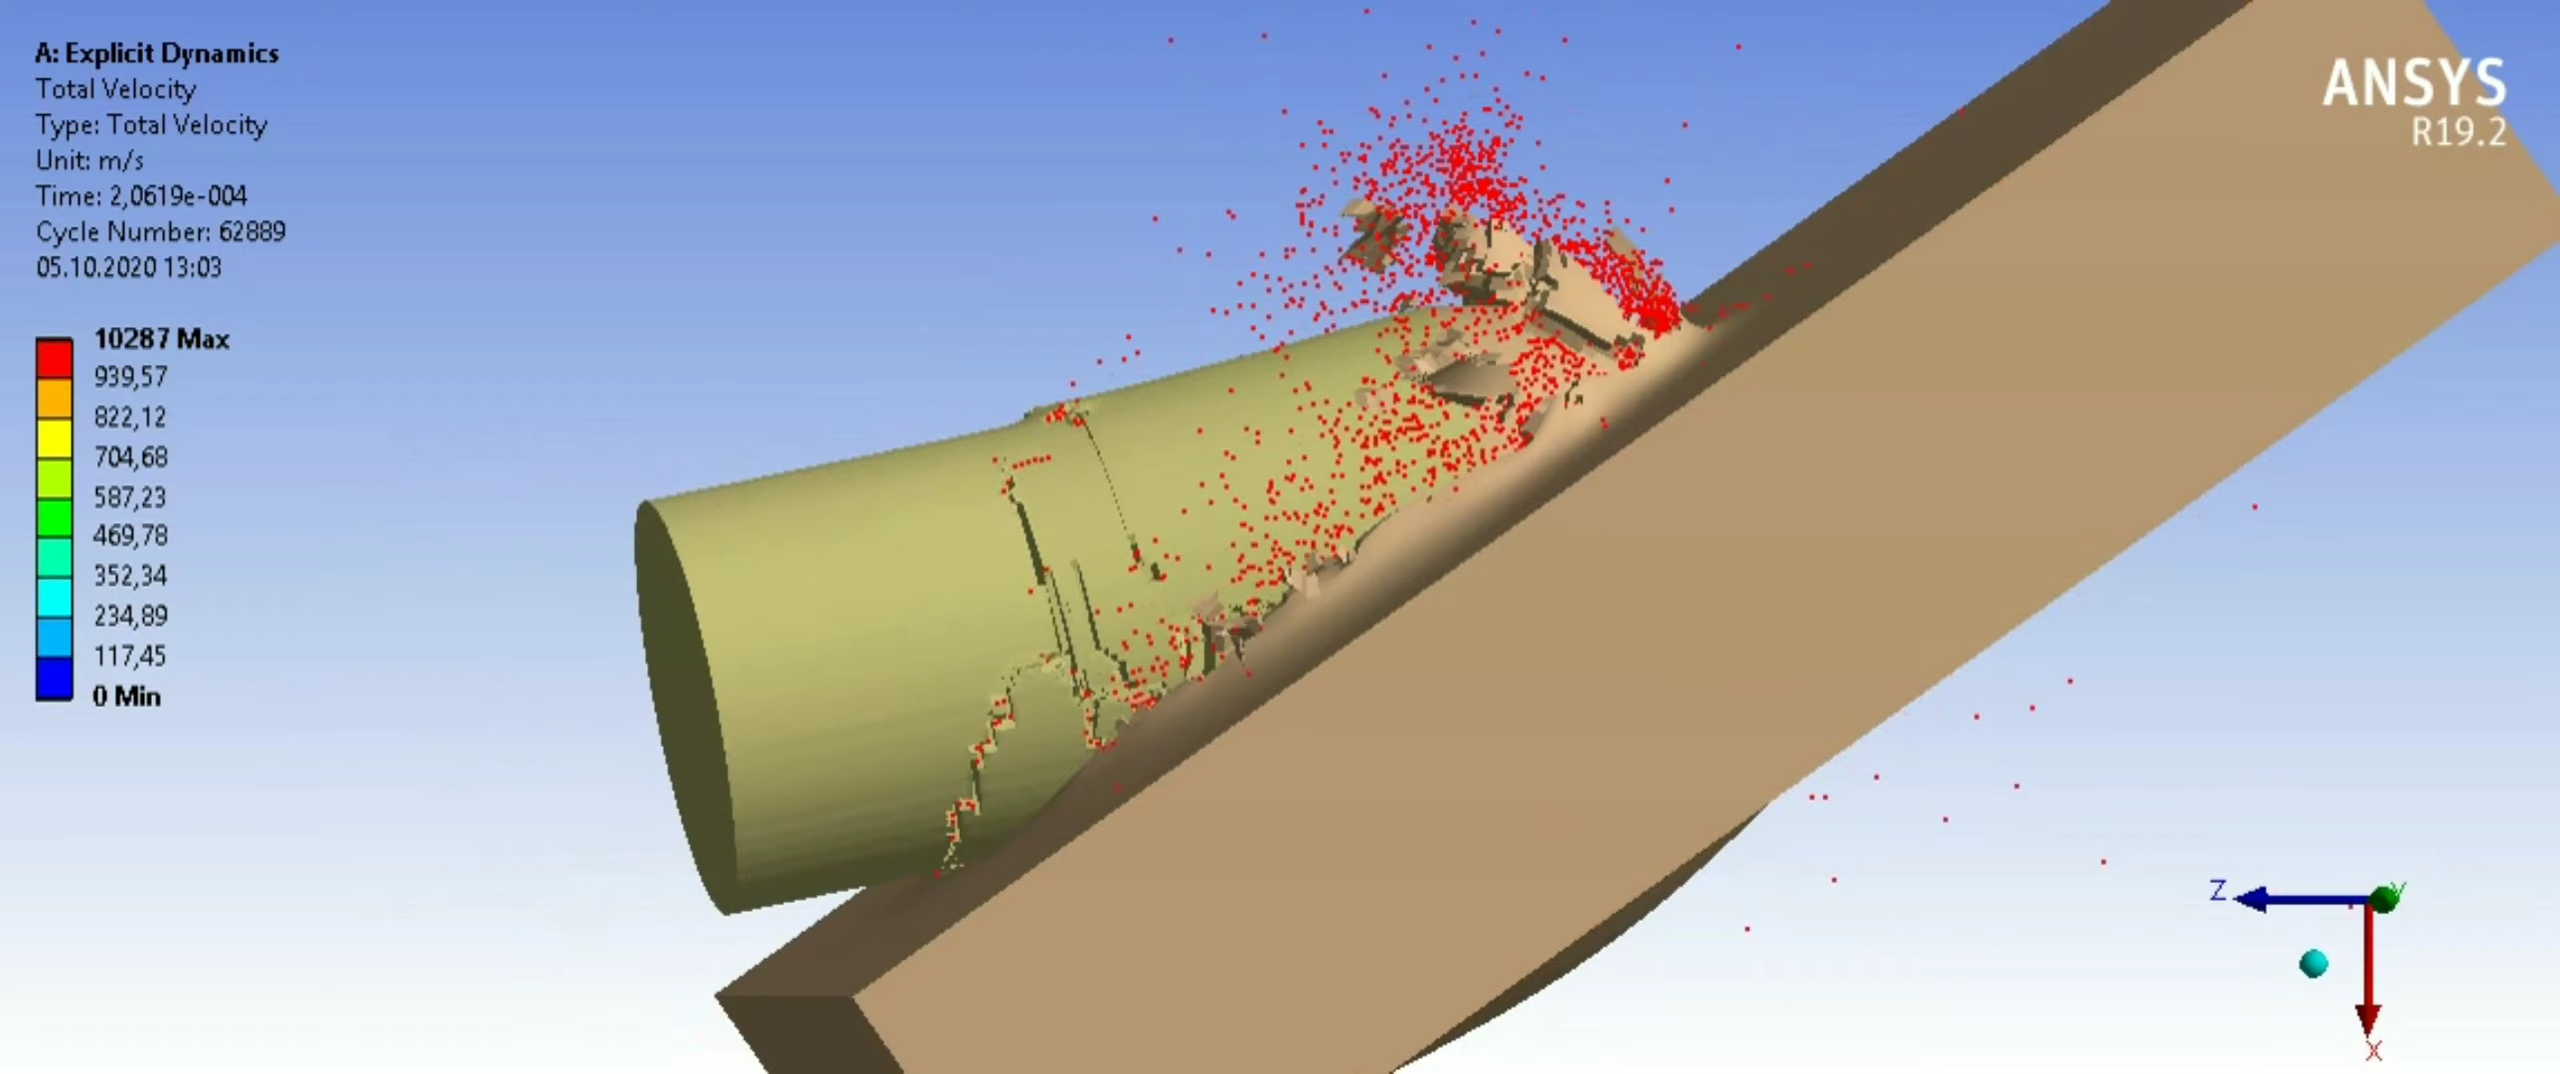 A: Explicit Dynamics
Total Velocity
Type: Total Velocity
Unit: m/s
Time: 2,0619e-004
Cycle Number: 62889
05.10.2020 13:03
10287 Max
939,57
822,12
704,68
587,23
469,78
352,34
234,89
117,45
0 Min
ANSYS
R19.2
Z
Y
X